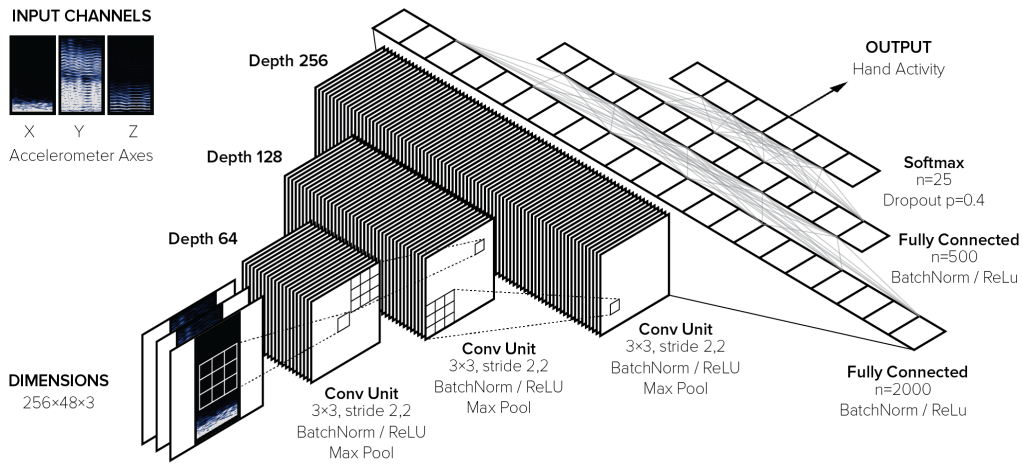 INPUT CHANNELS
X Y Z
Accelerometer Axes
DIMENSIONS
256×48×3
Depth 64
Depth 128
Depth 256
Conv Unit
3×3, stride 2,2
BatchNorm / ReLU
Max Pool
Conv Unit
3×3, stride 2,2
BatchNorm / ReLU
Max Pool
Conv Unit
3×3, stride 2,2
BatchNorm / ReLU
Max Pool
Fully Connected
n=2000
BatchNorm / ReLu
Fully Connected
n=500
BatchNorm / ReLu
Softmax
n=25
Dropout p=0.4
OUTPUT
Hand Activity